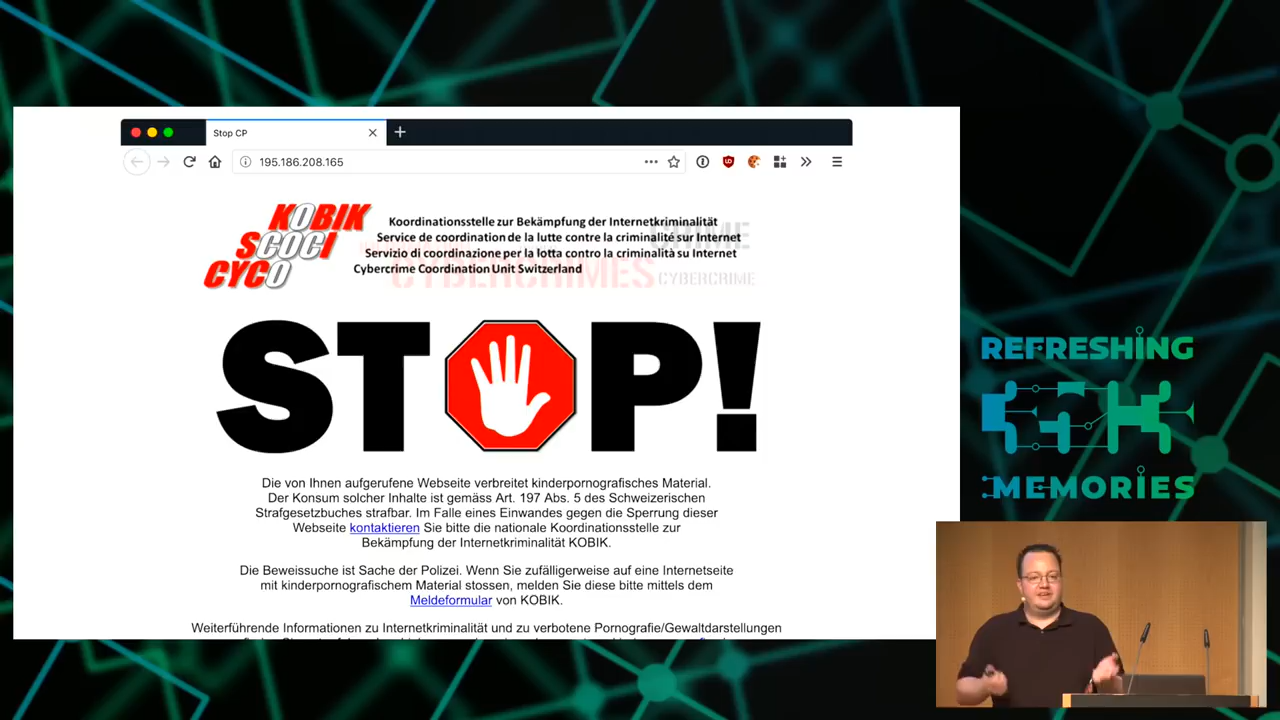 Stop CP
195.186.208.165
KOBIK
SCOCI
CYCO
Koordinationsstelle zur Bekämpfung der Internetkriminalität
Service de coordination de la lutte contre la criminalité sur Internet
Servizio di coordinazione per la lotta contro la criminalità su Internet
Cybercrime Coordination Unit Switzerland
CRIME
CYBERCRIMES
CYBERCRIME
STOP!
Die von Ihnen aufgerufene Webseite verbreitet kinderpornografisches Material.
Der Konsum solcher Inhalte ist gemäss Art. 197 Abs. 5 des Schweizerischen
Strafgesetzbuches strafbar. Im Falle eines Einwandes gegen die Sperrung dieser
Webseite kontaktieren Sie bitte die nationale Koordinationsstelle zur
Bekämpfung der Internetkriminalität KOBIK.
Die Beweissuche ist Sache der Polizei. Wenn Sie zufälligerweise auf eine Internetseite
mit kinderpornografischem Material stossen, melden Sie diese bitte mittels dem
Meldeformular von KOBIK.
Weiterführende Informationen zu Internetkriminalität und zu verbotene Pornografie/Gewaltdarstellungen
REFRESHING
MEMORIES